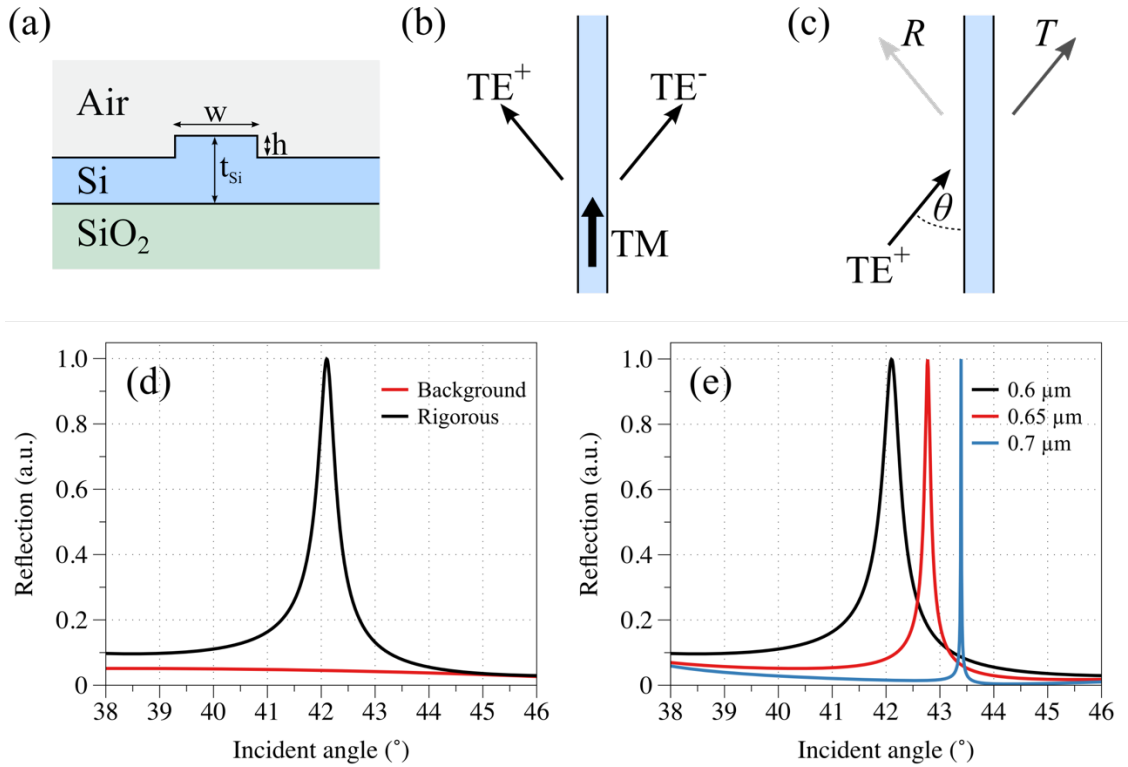 (a)
Air
w
h
t_Si
Si
SiO₂
(b)
TE⁺
TE⁻
TM
(c)
R
T
θ
TE⁺
(d)
Background
Rigorous
1.0
0.8
0.6
0.4
0.2
0
Reflection (a.u.)
38 39 40 41 42 43 44 45 46
Incident angle (°)
(e)
0.6 µm
0.65 µm
0.7 µm
1.0
0.8
0.6
0.4
0.2
0
Reflection (a.u.)
38 39 40 41 42 43 44 45 46
Incident angle (°)